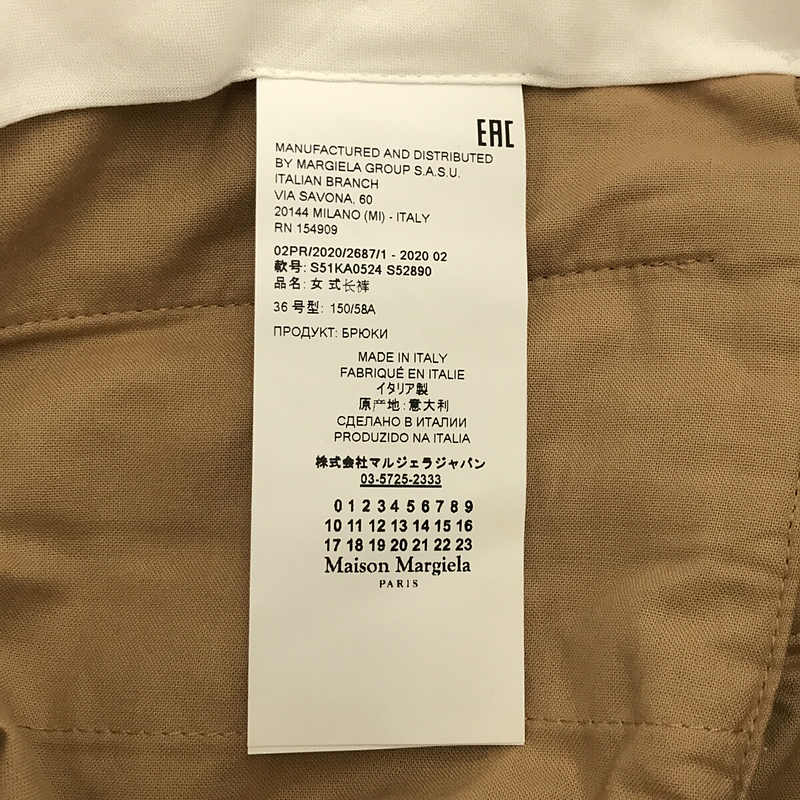 EAC
MANUFACTURED AND DISTRIBUTED
BY MARGIELA GROUP S.A.S.U.
ITALIAN BRANCH
VIA SAVONA, 60
20144 MILANO (MI) - ITALY
RN 154909
02PR/2020/2687/1 - 2020 02
款号: S51KA0524 S52890
品名: 女式长裤
36 号型: 150/58A
ПРОДУКТ: БРЮКИ
MADE IN ITALY
FABRIQUÉ EN ITALIE
イタリア製
原产地: 意大利
СДЕЛАНО В ИТАЛИИ
PRODUZIDO NA ITALIA
株式会社マルジェラジャパン
03-5725-2333
0 1 2 3 4 5 6 7 8 9
10 11 12 13 14 15 16
17 18 19 20 21 22 23
Maison Margiela
PARIS